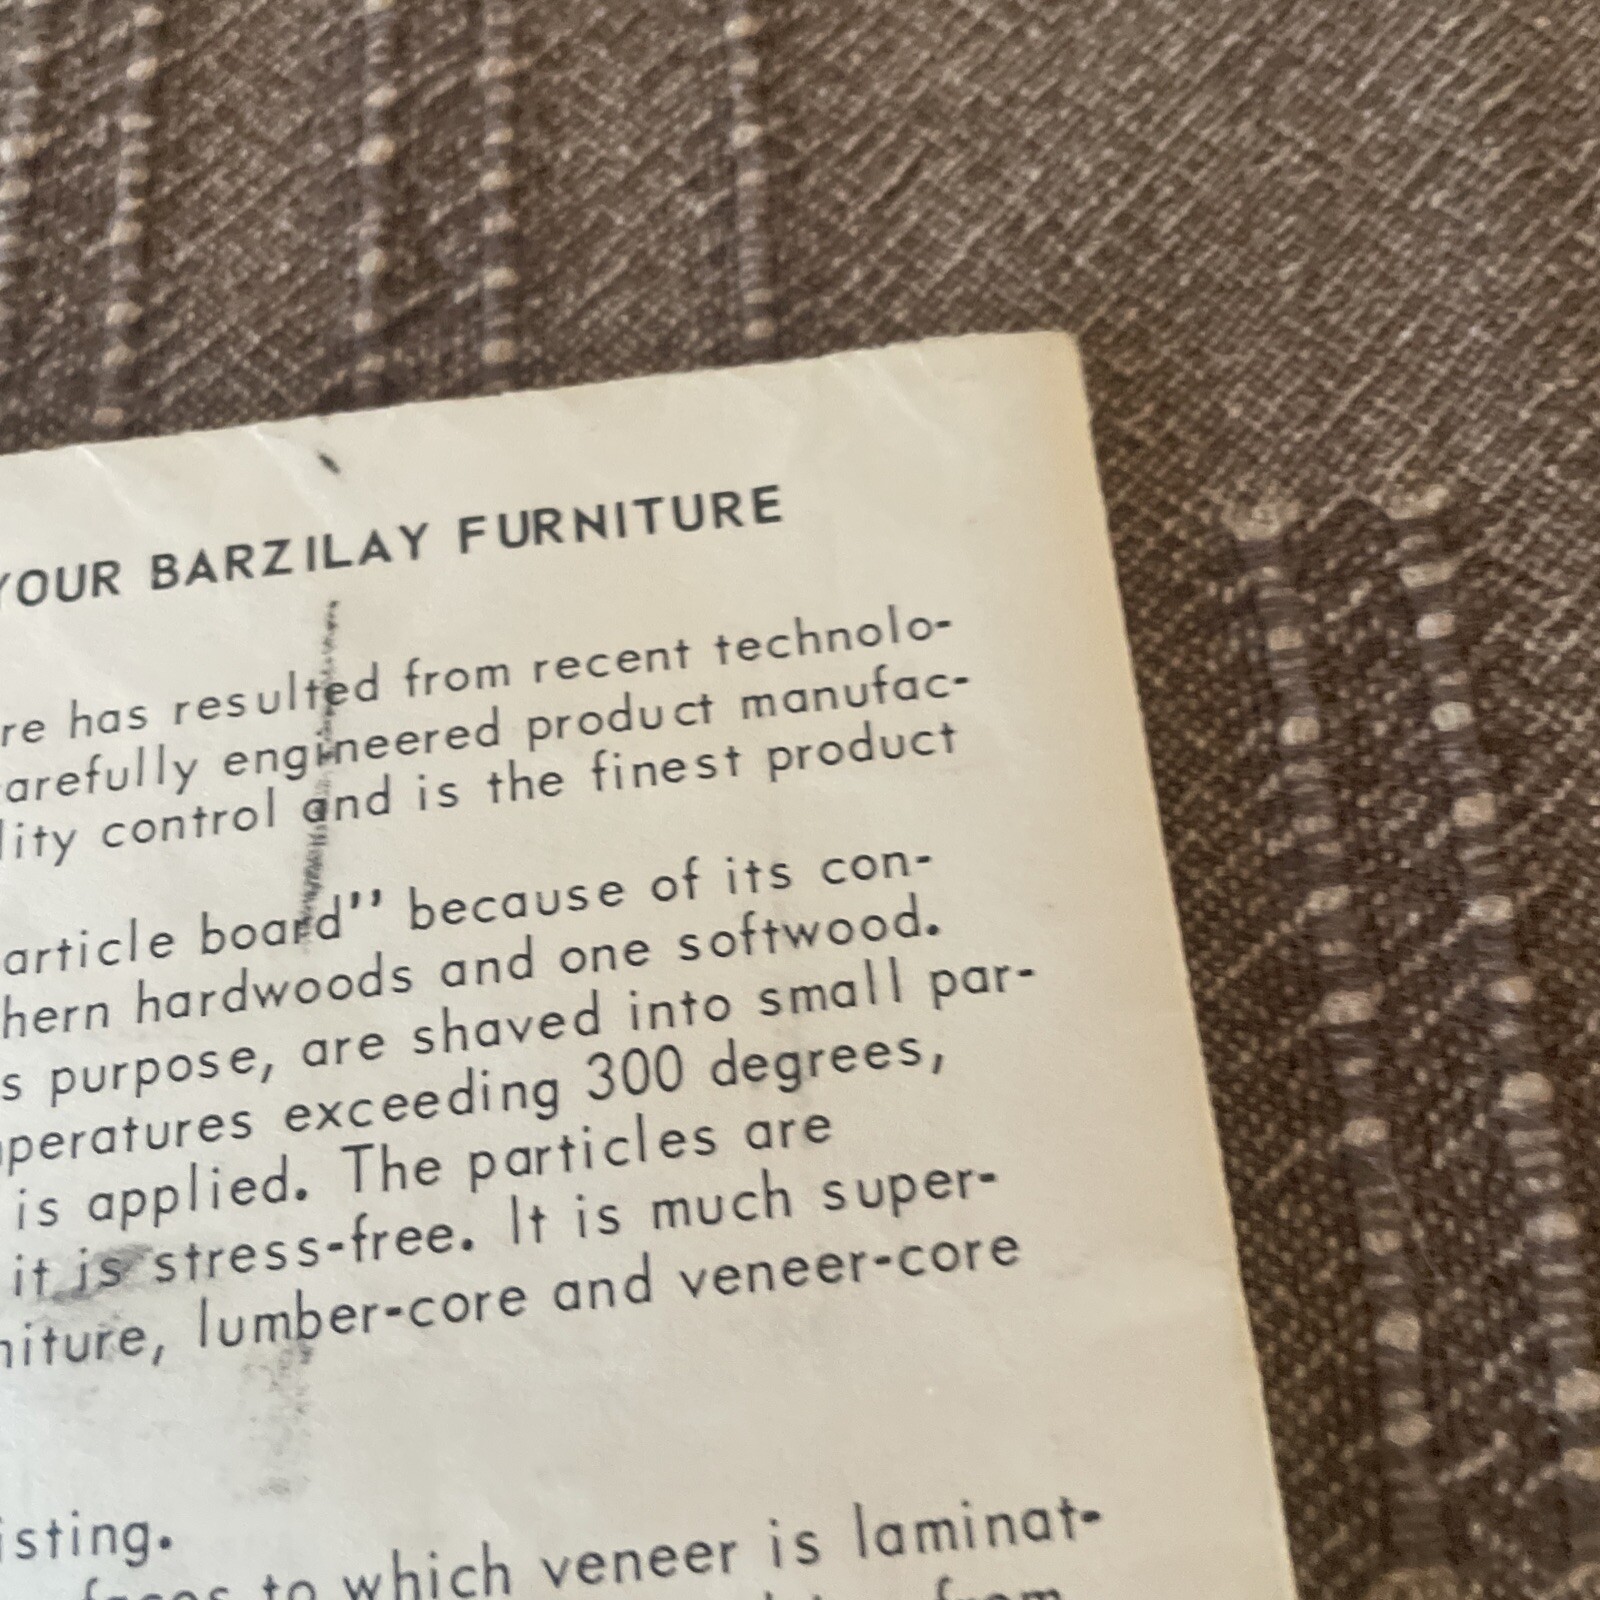 YOUR BARZILAY FURNITURE
re has resulted from recent technolo-
arefully engineered product manufac-
lity control and is the finest product
article board" because of its con-
hern hardwoods and one softwood.
s purpose, are shaved into small par-
peratures exceeding 300 degrees,
is applied. The particles are
it is stress-free. It is much super-
niture, lumber-core and veneer-core
isting.
faces to which veneer is laminat-
from